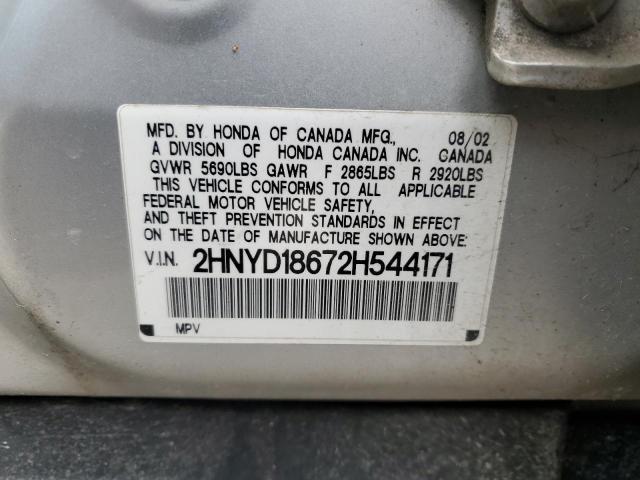 MFD. BY HONDA OF CANADA MFG., 08/02
A DIVISION OF HONDA CANADA INC. CANADA
GVWR 5690LBS GAWR F 2865LBS R 2920LBS
THIS VEHICLE CONFORMS TO ALL APPLICABLE
FEDERAL MOTOR VEHICLE SAFETY,
AND THEFT PREVENTION STANDARDS IN EFFECT
ON THE DATE OF MANUFACTURE SHOWN ABOVE:
V.I.N. 2HNYD18672H544171
MPV